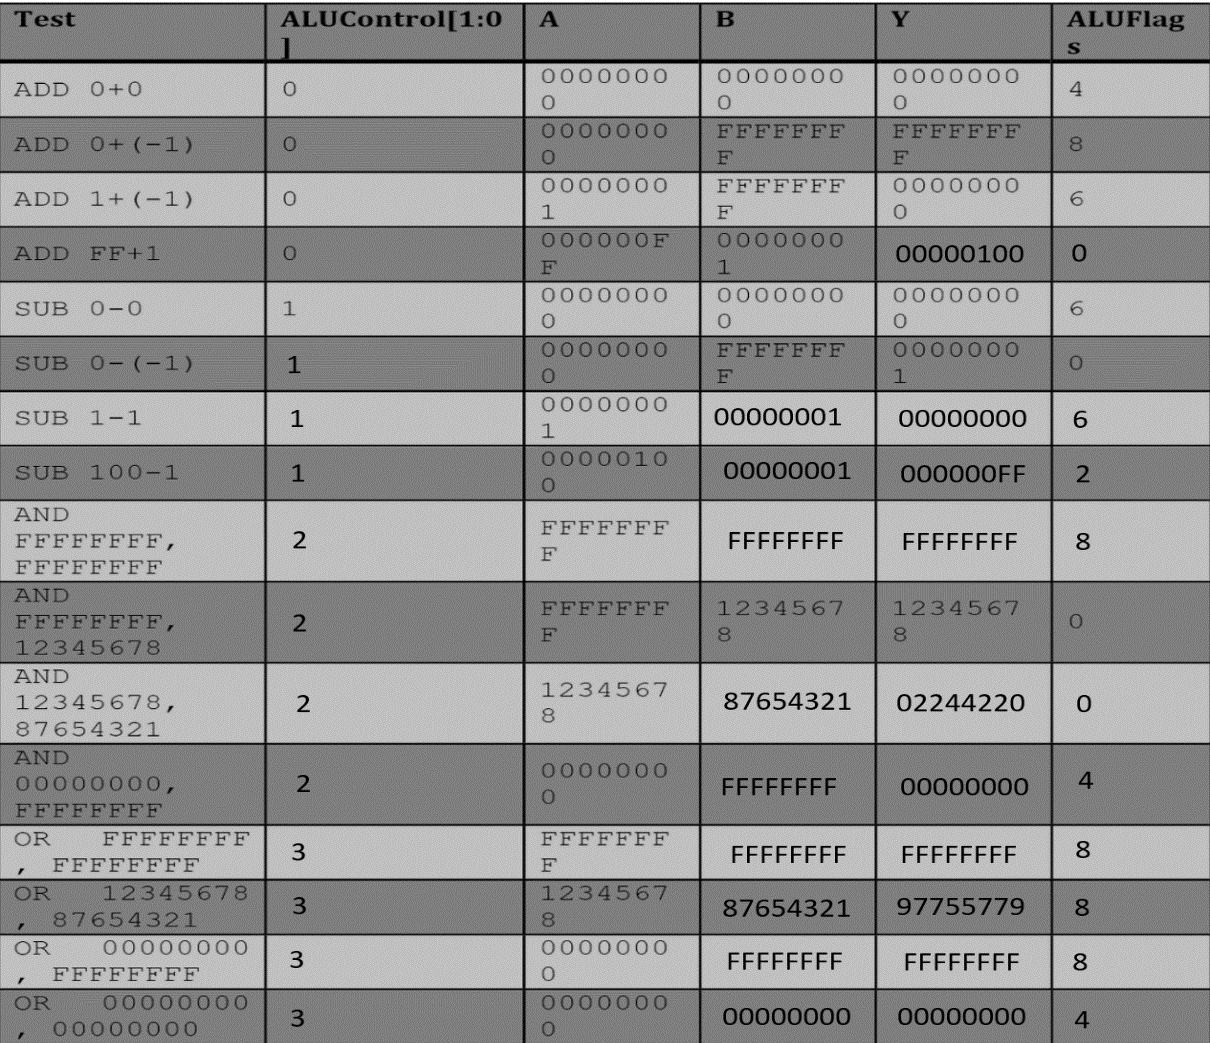 Test ALUControl[1:0] A B Y ALUFlags
ADD 0+0 0 00000000 00000000 00000000 4
ADD 0+(-1) 0 00000000 FFFFFFFF FFFFFFFF 8
ADD 1+(-1) 0 00000001 FFFFFFFF 00000000 6
ADD FF+1 0 000000FF 00000001 00000100 0
SUB 0-0 1 00000000 00000000 00000000 6
SUB 0-(-1) 1 00000000 FFFFFFFF 00000001 0
SUB 1-1 1 00000001 00000001 00000000 6
SUB 100-1 1 00000100 00000001 000000FF 2
AND FFFFFFFF, FFFFFFFF 2 FFFFFFFF FFFFFFFF FFFFFFFF 8
AND FFFFFFFF, 12345678 2 FFFFFFFF 12345678 12345678 0
AND 12345678, 87654321 2 12345678 87654321 02244220 0
AND 00000000, FFFFFFFF 2 00000000 FFFFFFFF 00000000 4
OR FFFFFFFF, FFFFFFFF 3 FFFFFFFF FFFFFFFF FFFFFFFF 8
OR 12345678, 87654321 3 12345678 87654321 97755779 8
OR 00000000, FFFFFFFF 3 00000000 FFFFFFFF FFFFFFFF 8
OR 00000000, 00000000 3 00000000 00000000 00000000 4